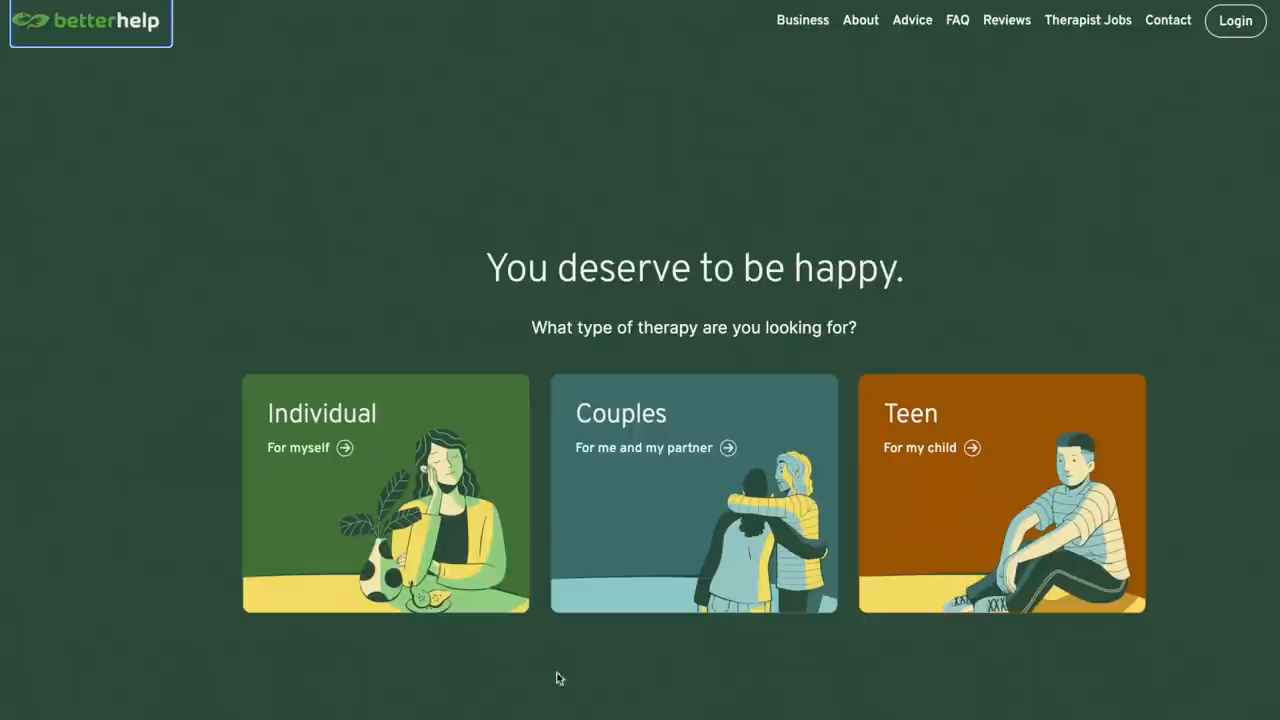 betterhelp
Business About Advice FAQ Reviews Therapist Jobs Contact Login
You deserve to be happy.
What type of therapy are you looking for?
Individual
For myself
Couples
For me and my partner
Teen
For my child